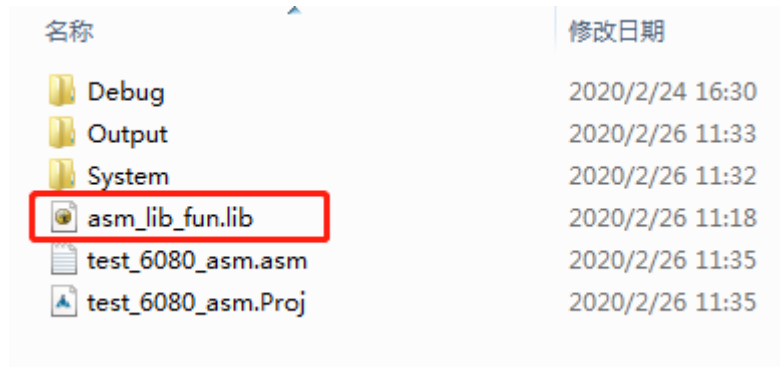 名称 修改日期
Debug 2020/2/24 16:30
Output 2020/2/26 11:33
System 2020/2/26 11:32
asm_lib_fun.lib 2020/2/26 11:18
test_6080_asm.asm 2020/2/26 11:35
test_6080_asm.Proj 2020/2/26 11:35